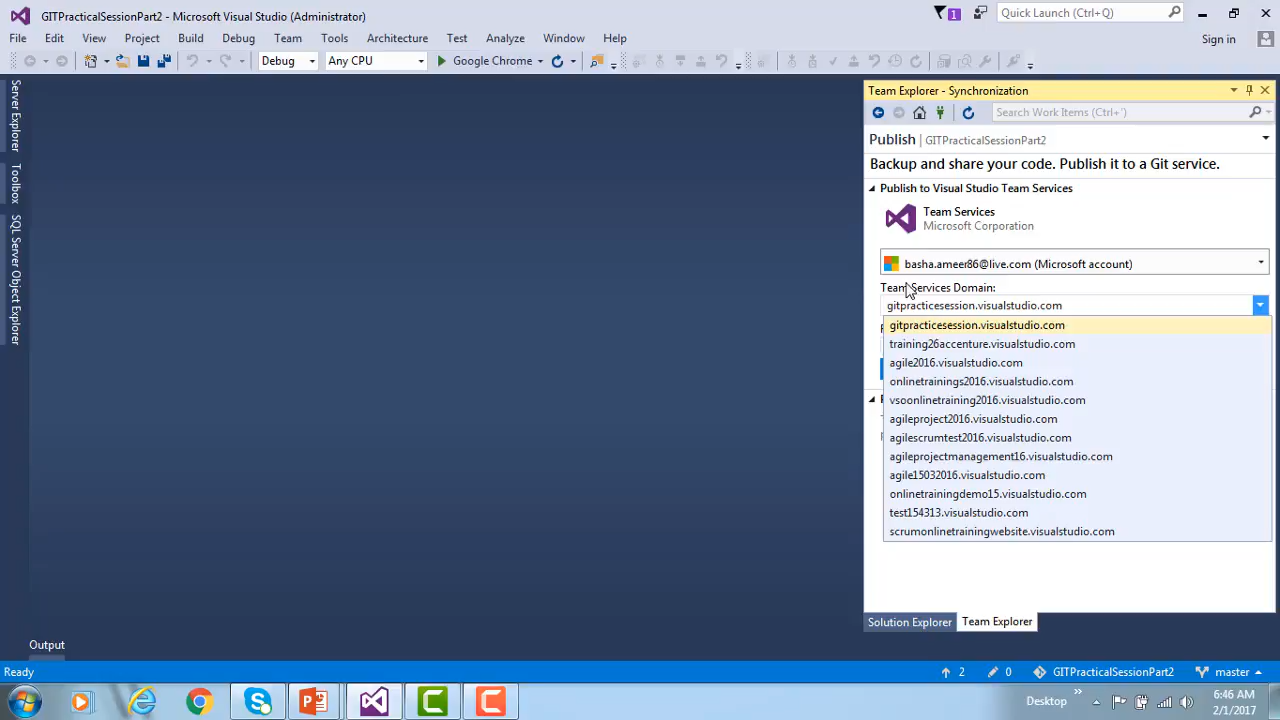 GITPracticalSessionPart2 - Microsoft Visual Studio (Administrator)
1
Quick Launch (Ctrl+Q)
File Edit View Project Build Debug Team Tools Architecture Test Analyze Window Help
Sign in
Debug Any CPU Google Chrome
Server Explorer
Toolbox
SQL Server Object Explorer
Team Explorer - Synchronization
Search Work Items (Ctrl+')
Publish | GITPracticalSessionPart2
Backup and share your code. Publish it to a Git service.
Publish to Visual Studio Team Services
Team Services
Microsoft Corporation
basha.ameer86@live.com (Microsoft account)
Team Services Domain:
gitpracticesession.visualstudio.com
gitpracticesession.visualstudio.com
training26accenture.visualstudio.com
agile2016.visualstudio.com
onlinetrainings2016.visualstudio.com
vsoonlinetraining2016.visualstudio.com
agileproject2016.visualstudio.com
agilescrumtest2016.visualstudio.com
agileprojectmanagement16.visualstudio.com
agile15032016.visualstudio.com
onlinetrainingdemo15.visualstudio.com
test154313.visualstudio.com
scrumonlinetrainingwebsite.visualstudio.com
Solution Explorer Team Explorer
Output
Ready
2 0 GITPracticalSessionPart2 master
Desktop
6:46 AM
2/1/2017